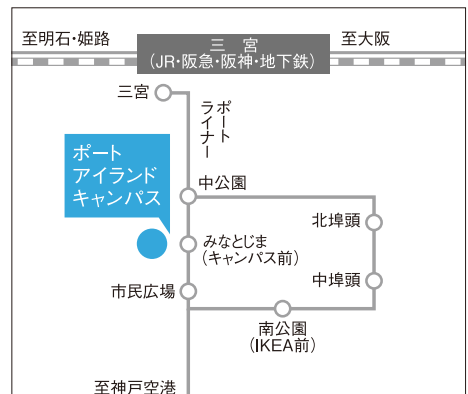 至明石・姫路
三宮
(JR・阪急・阪神・地下鉄)
至大阪
三宮
ポート
ライナー
ポート
アイランド
キャンパス
中公園
北埠頭
みなとじま
(キャンパス前)
中埠頭
市民広場
南公園
(IKEA前)
至神戸空港